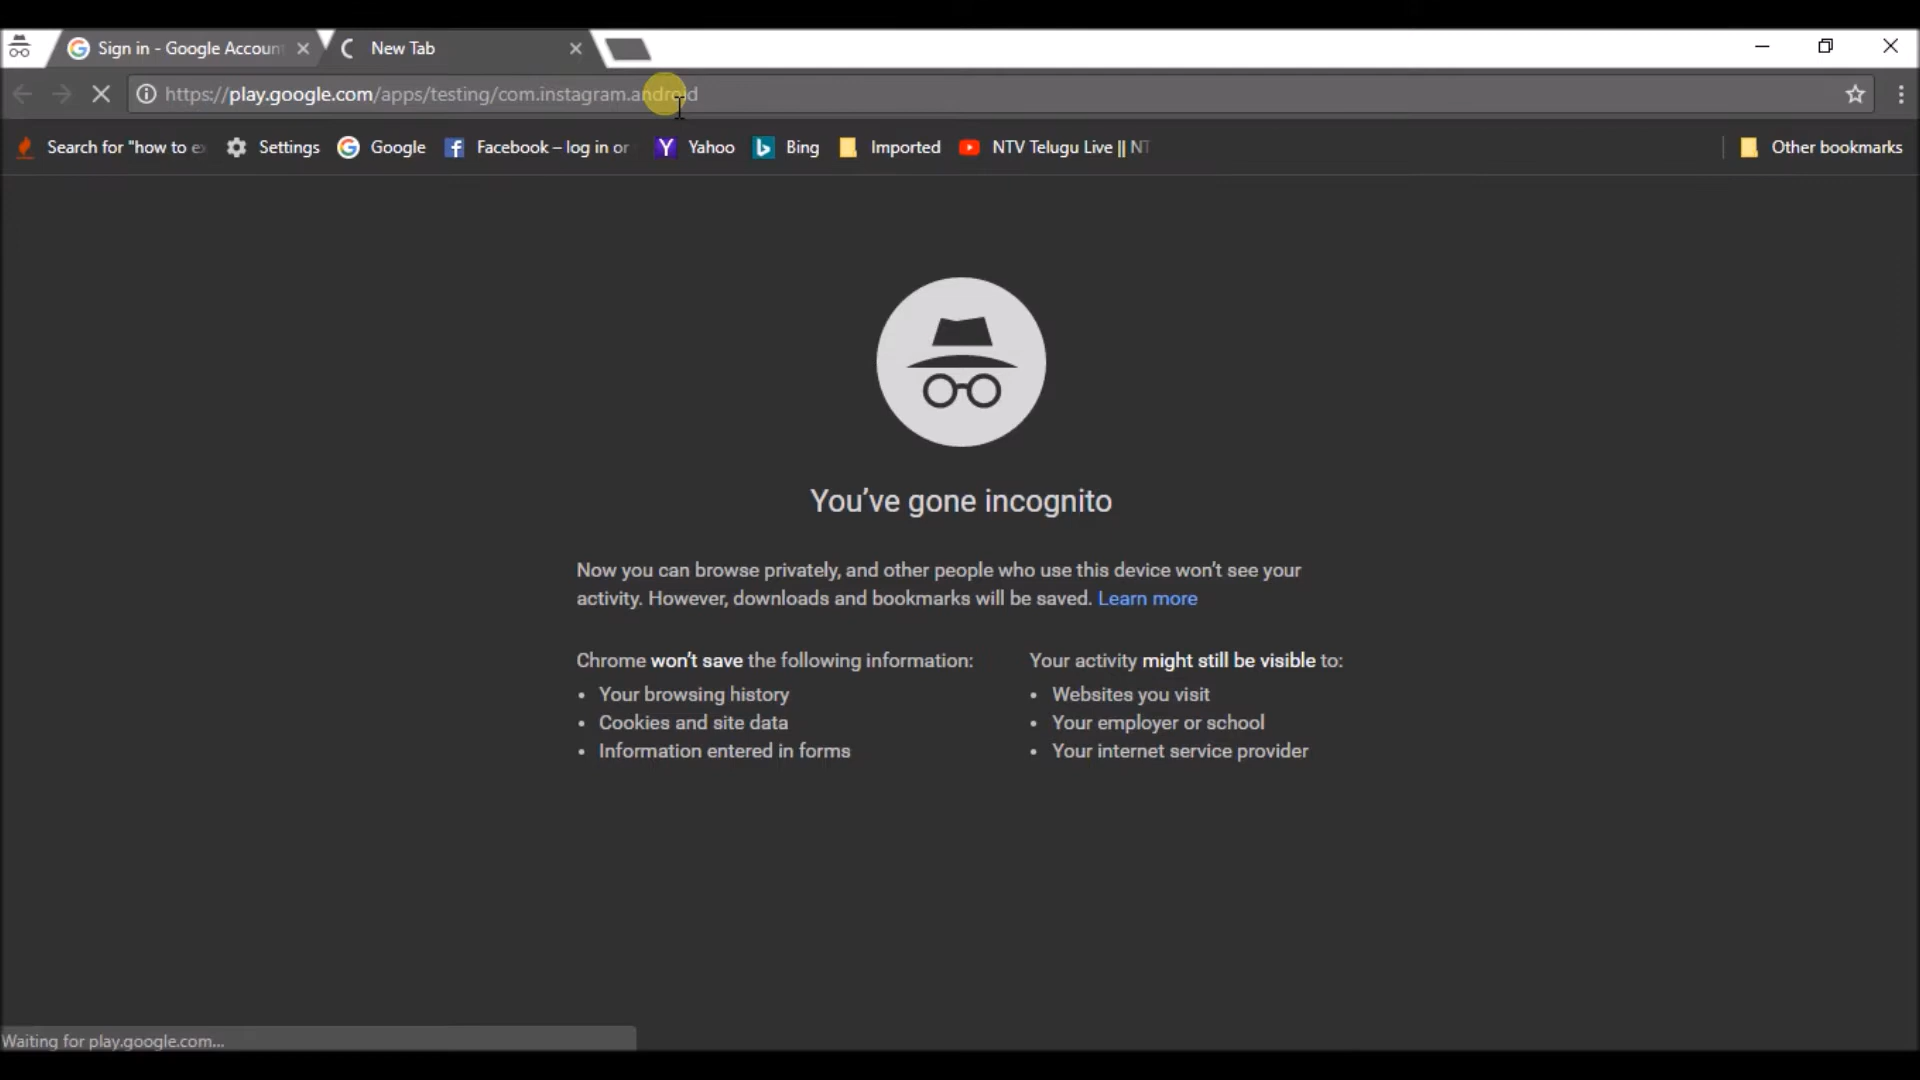 Sign in - Google Accoun
New Tab
https://play.google.com/apps/testing/com.instagram.android
Search for "how to ex
Settings
Google
Facebook – log in or
Yahoo
Bing
Imported
NTV Telugu Live || NT
Other bookmarks
You've gone incognito
Now you can browse privately, and other people who use this device won't see your
activity. However, downloads and bookmarks will be saved. Learn more
Chrome won't save the following information:
• Your browsing history
• Cookies and site data
• Information entered in forms
Your activity might still be visible to:
• Websites you visit
• Your employer or school
• Your internet service provider
Waiting for play.google.com...